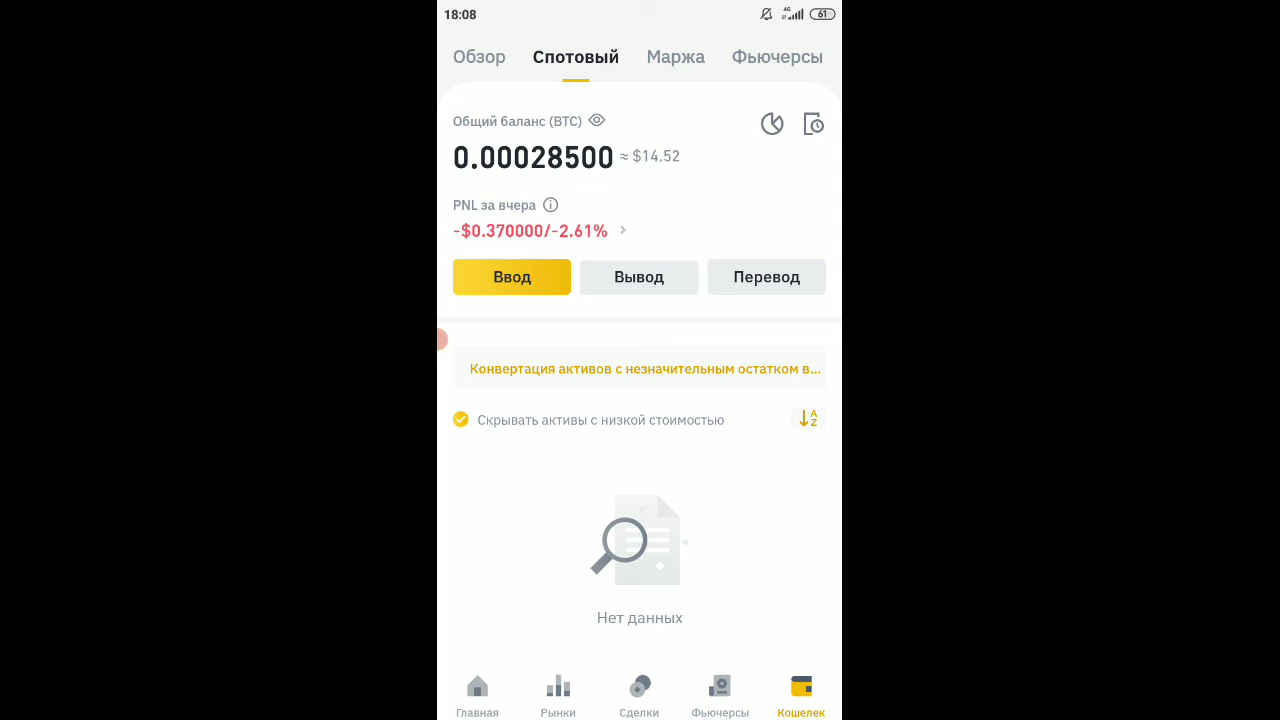 18:08
4G
61
Обзор Спотовый Маржа Фьючерсы
Общий баланс (BTC)
0.00028500 ≈ $14.52
PNL за вчера
-$0.370000/-2.61%
Ввод Вывод Перевод
Конвертация активов с незначительным остатком в...
Скрывать активы с низкой стоимостью
A
Z
Нет данных
Главная Рынки Сделки Фьючерсы Кошелек